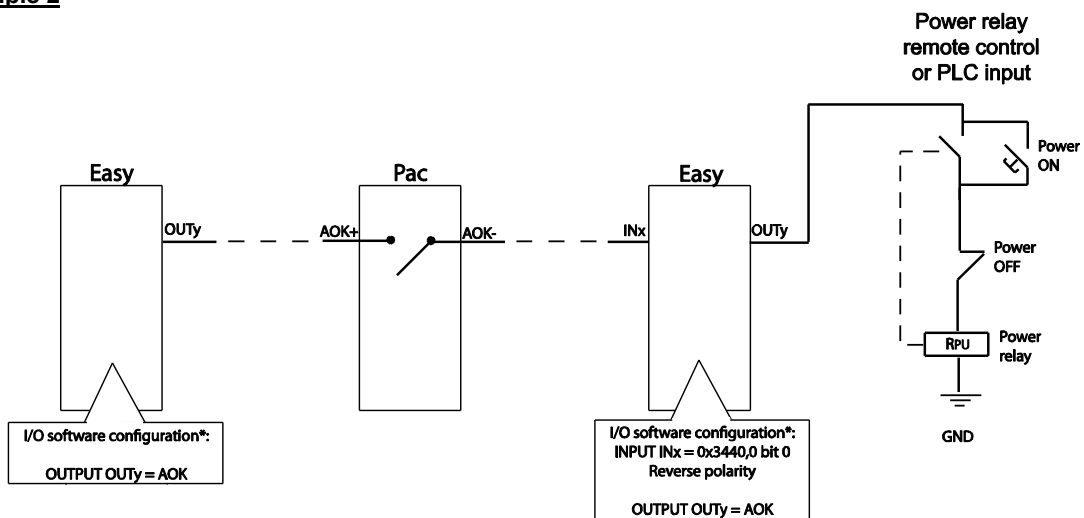 Power relay
remote control
or PLC input
Easy
Pac
Easy
Power
ON
OUTy
AOK+
AOK-
INx
OUTy
Power
OFF
RPU
Power
relay
GND
I/O software configuration*:
OUTPUT OUTy = AOK
I/O software configuration*:
INPUT INx = 0x3440,0 bit 0
Reverse polarity
OUTPUT OUTy = AOK